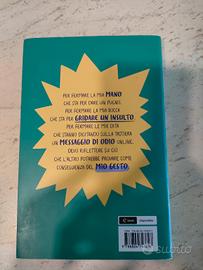 PER FERMARE LA MIA MANO
CHE STA PER DARE UN PUGNO.
PER FERMARE LA MIA BOCCA
CHE STA PER GRIDARE UN INSULTO.
PER FERMARE LE MIE DITA
CHE STANNO DIGITANDO SULLA TASTIERA
UN MESSAGGIO DI ODIO ONLINE,
DEVO RIFLETTERE SU CIÒ
CHE L'ALTRO POTREBBE PROVARE COME
CONSEGUENZA DEL MIO GESTO.
subito